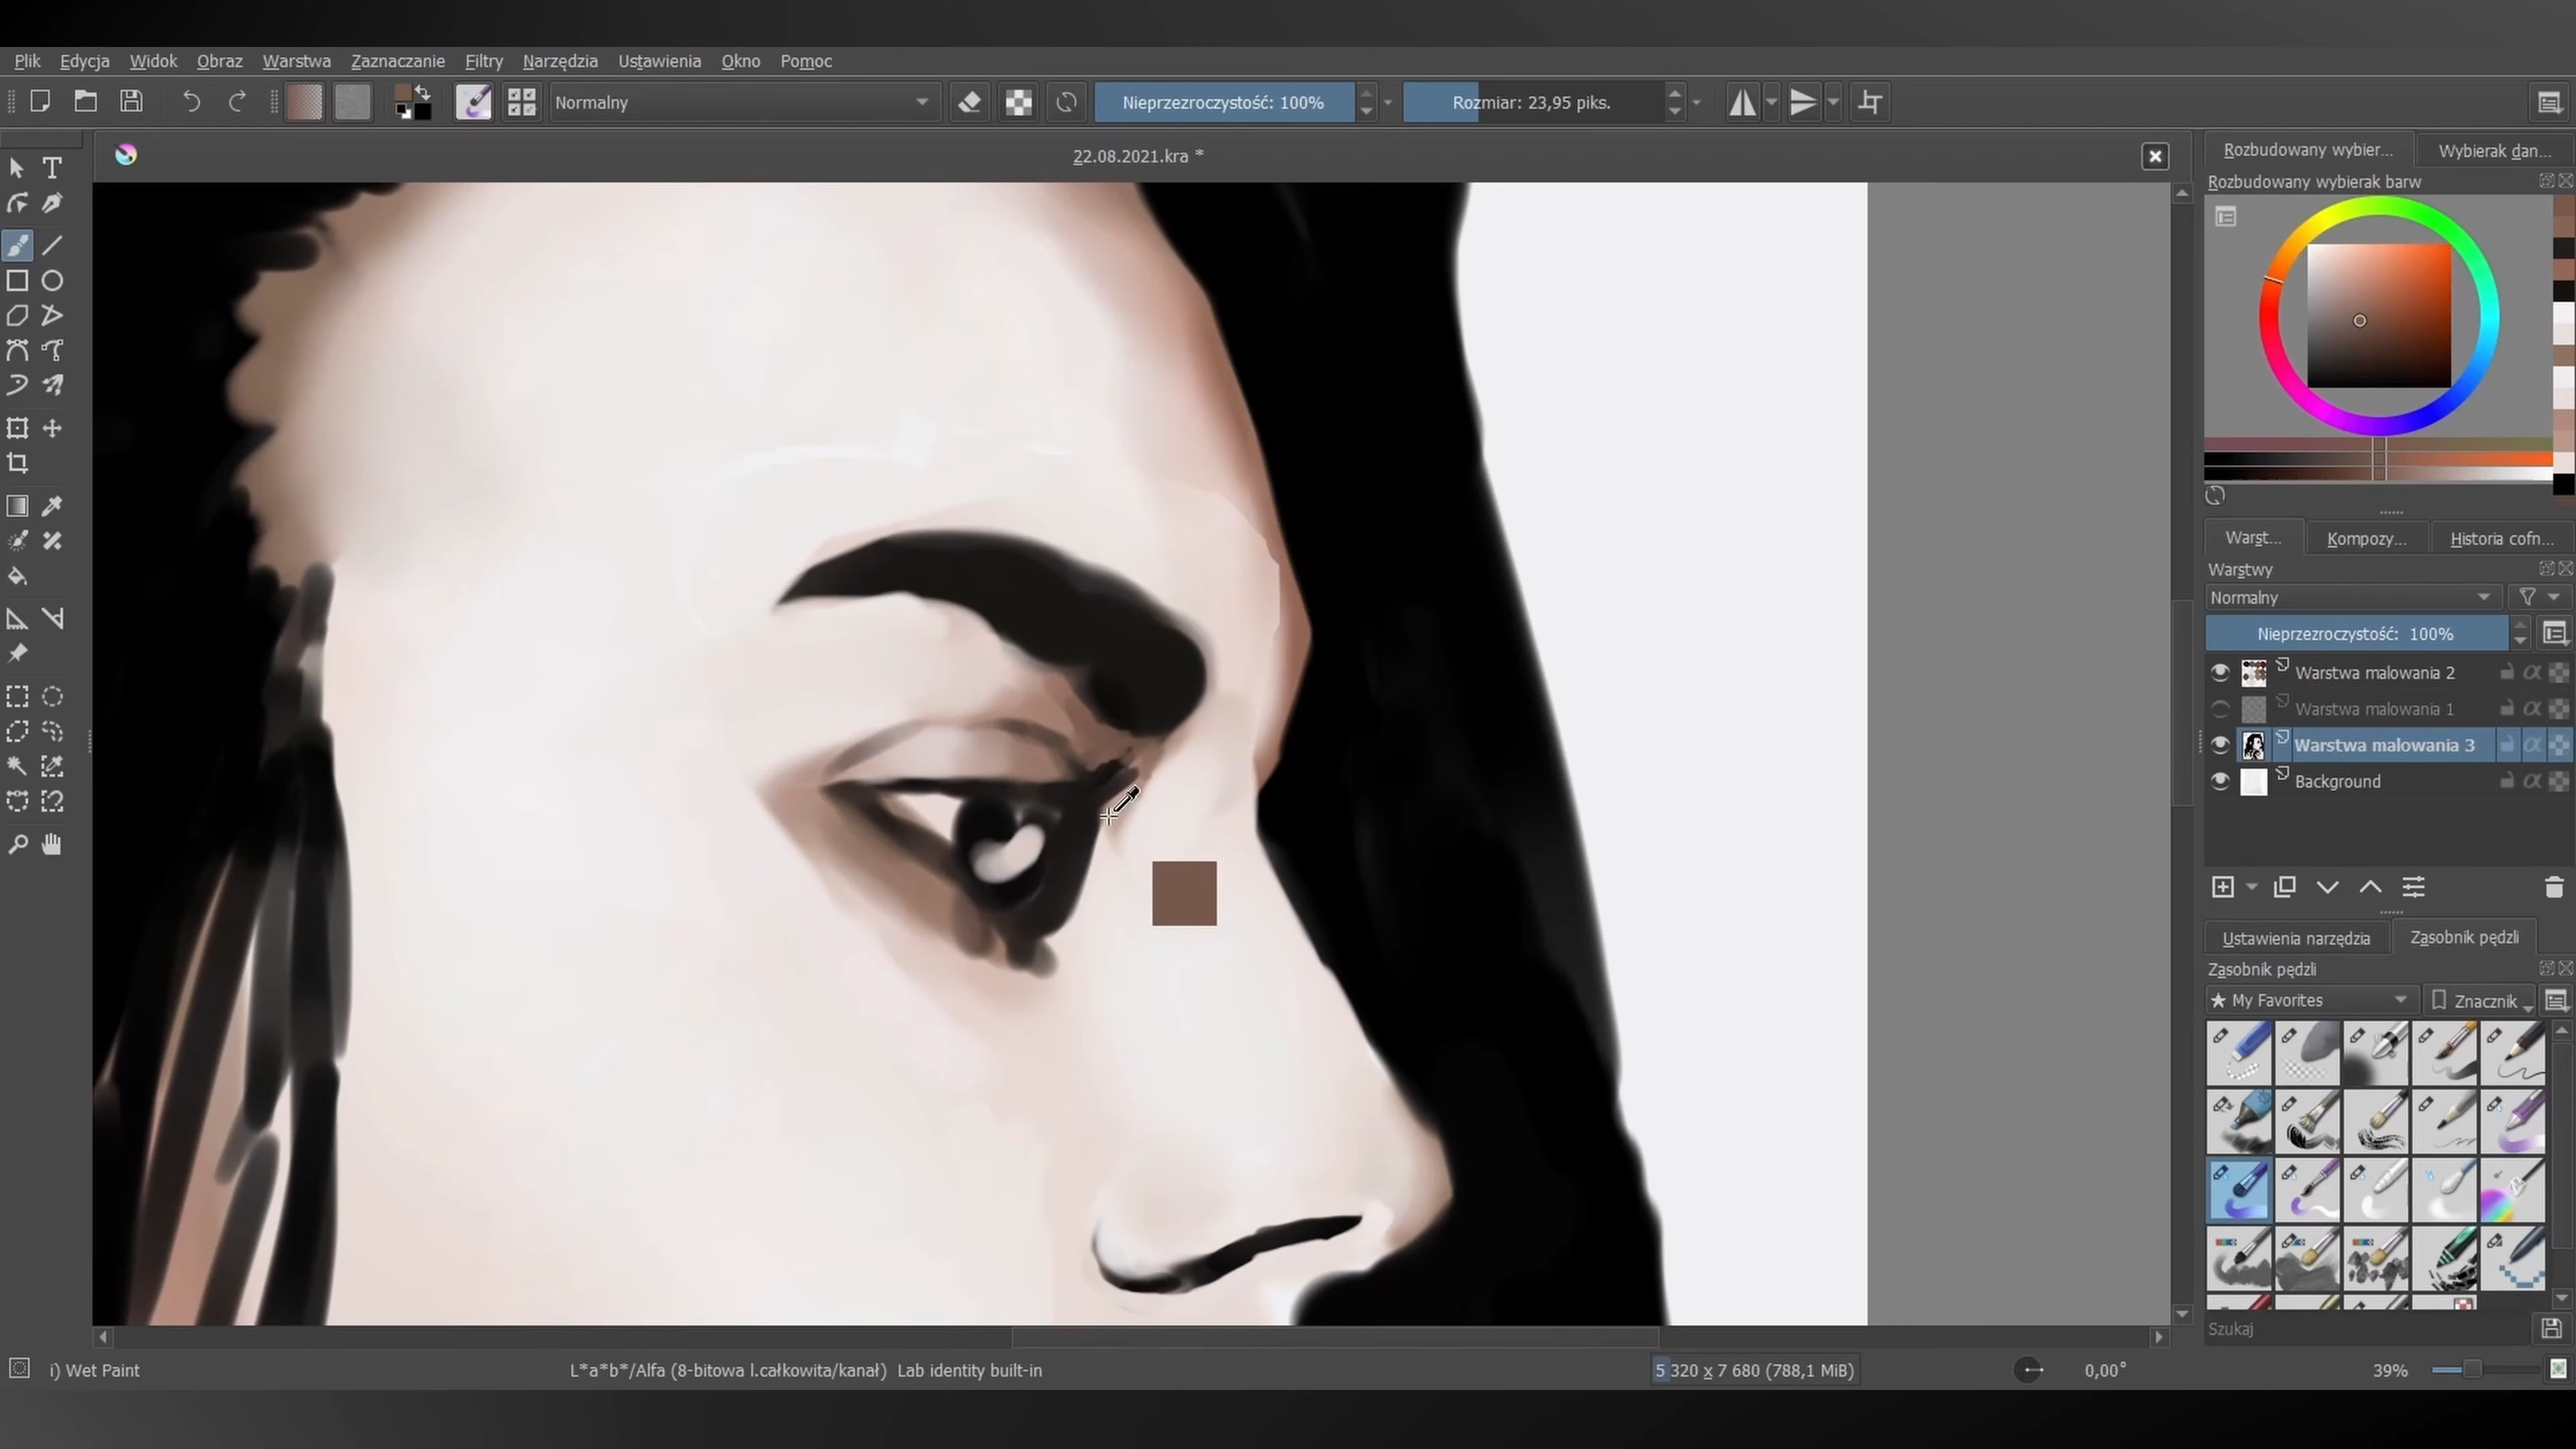 Plik Edycja Widok Obraz Warstwa Zaznaczanie Filtry Narzędzia Ustawienia Okno Pomoc
Normalny
Nieprzezroczystość: 100%
Rozmiar: 23,95 piks.
22.08.2021.kra *
Rozbudowany wybier...
Wybierak dan...
Rozbudowany wybierak barw
Warst...
Kompozy...
Historia cofn...
Warstwy
Normalny
Nieprzezroczystość: 100%
Warstwa malowania 2
Warstwa malowania 1
Warstwa malowania 3
Background
Ustawienia narzędzia
Zasobnik pędzli
Zasobnik pędzli
My Favorites
Znacznik
Szukaj
i) Wet Paint
L*a*b*/Alfa (8-bitowa l.całkowita/kanał) Lab identity built-in
5 320 x 7 680 (788,1 MiB)
0,00°
39%